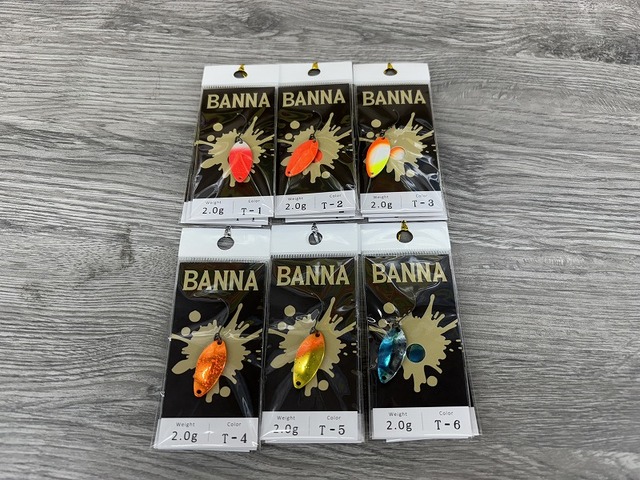 BANNA
Weight Color
2.0g T-1
BANNA
Weight Color
2.0g T-2
BANNA
Weight Color
2.0g T-3
BANNA
Weight Color
2.0g T-4
BANNA
Weight Color
2.0g T-5
BANNA
Weight Color
2.0g T-6